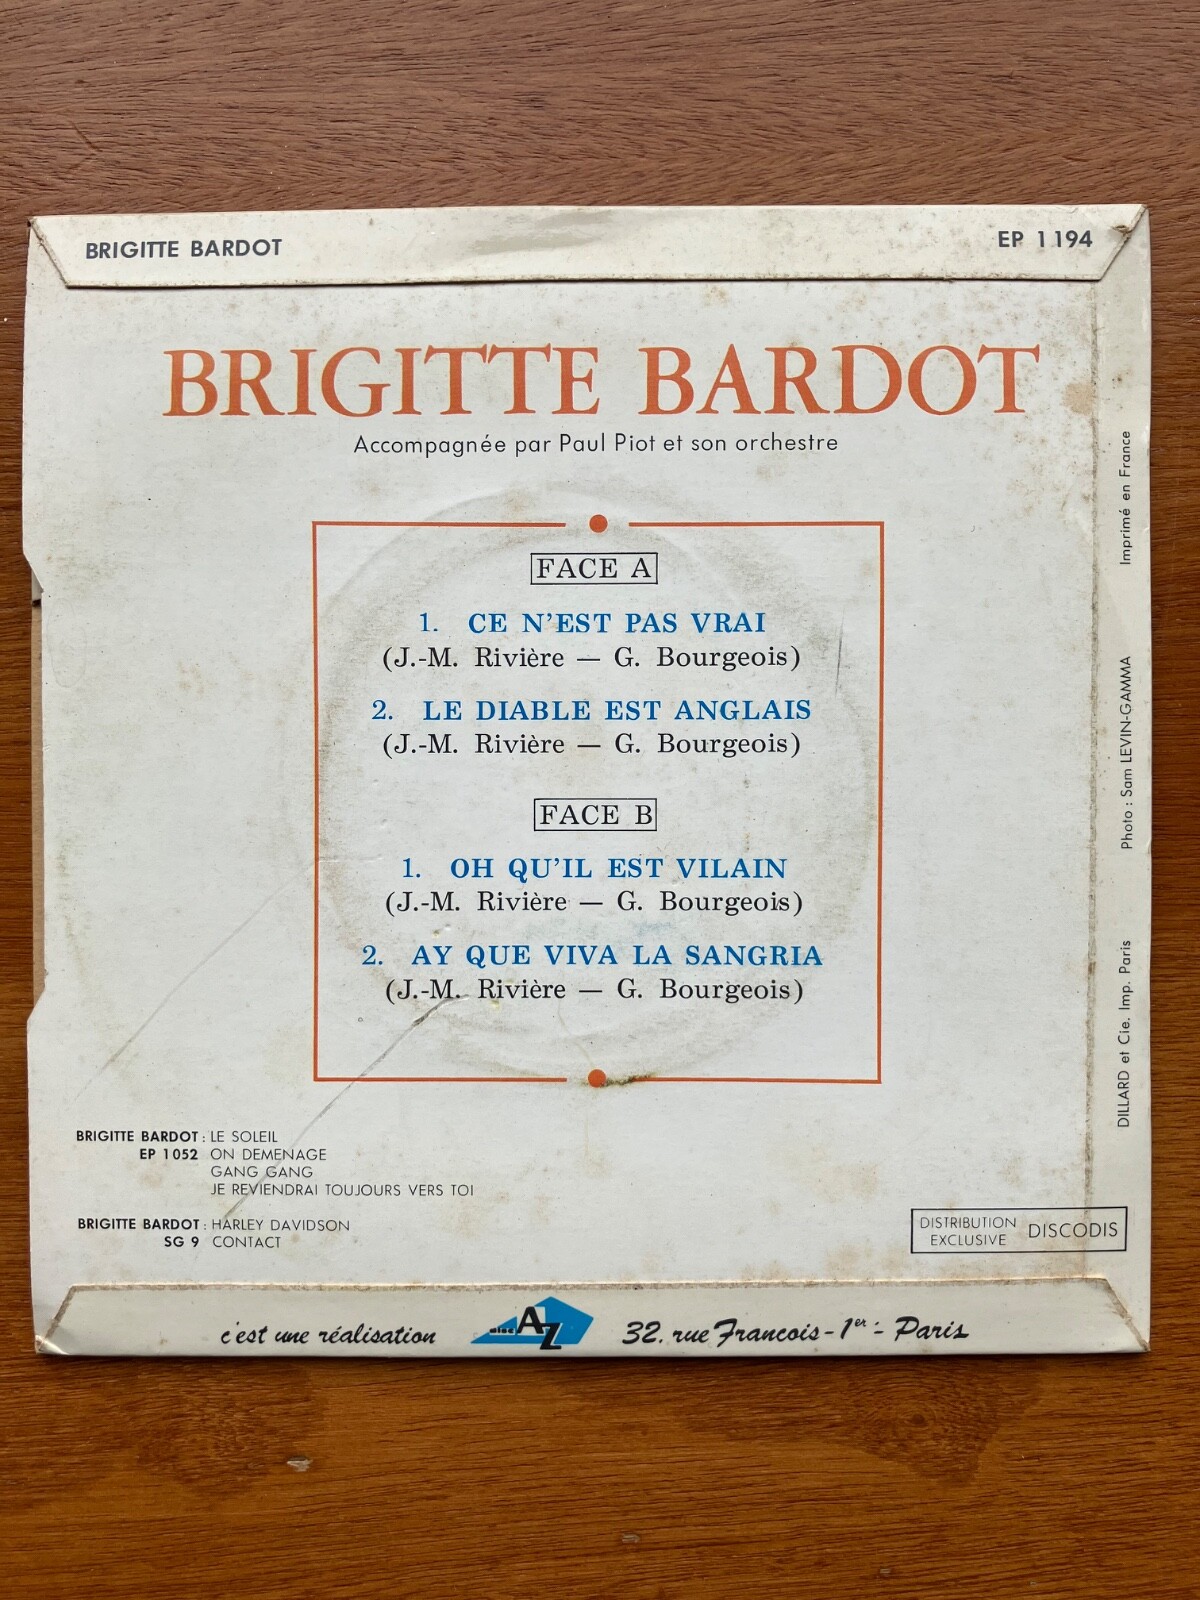 BRIGITTE BARDOT
EP 1194
BRIGITTE BARDOT
Accompagnée par Paul Piot et son orchestre
FACE A
1. CE N'EST PAS VRAI
(J.-M. Rivière — G. Bourgeois)
2. LE DIABLE EST ANGLAIS
(J.-M. Rivière — G. Bourgeois)
FACE B
1. OH QU'IL EST VILAIN
(J.-M. Rivière — G. Bourgeois)
2. AY QUE VIVA LA SANGRIA
(J.-M. Rivière — G. Bourgeois)
Imprimé en France
Photo : Sam LEVIN-GAMMA
DILLARD et Cie. Imp. Paris
BRIGITTE BARDOT : LE SOLEIL
EP 1052 ON DEMENAGE
GANG GANG
JE REVIENDRAI TOUJOURS VERS TOI
BRIGITTE BARDOT : HARLEY DAVIDSON
SG 9 CONTACT
DISTRIBUTION
EXCLUSIVE
DISCODIS
c'est une réalisation
disc AZ
32. rue Francois-1er - Paris